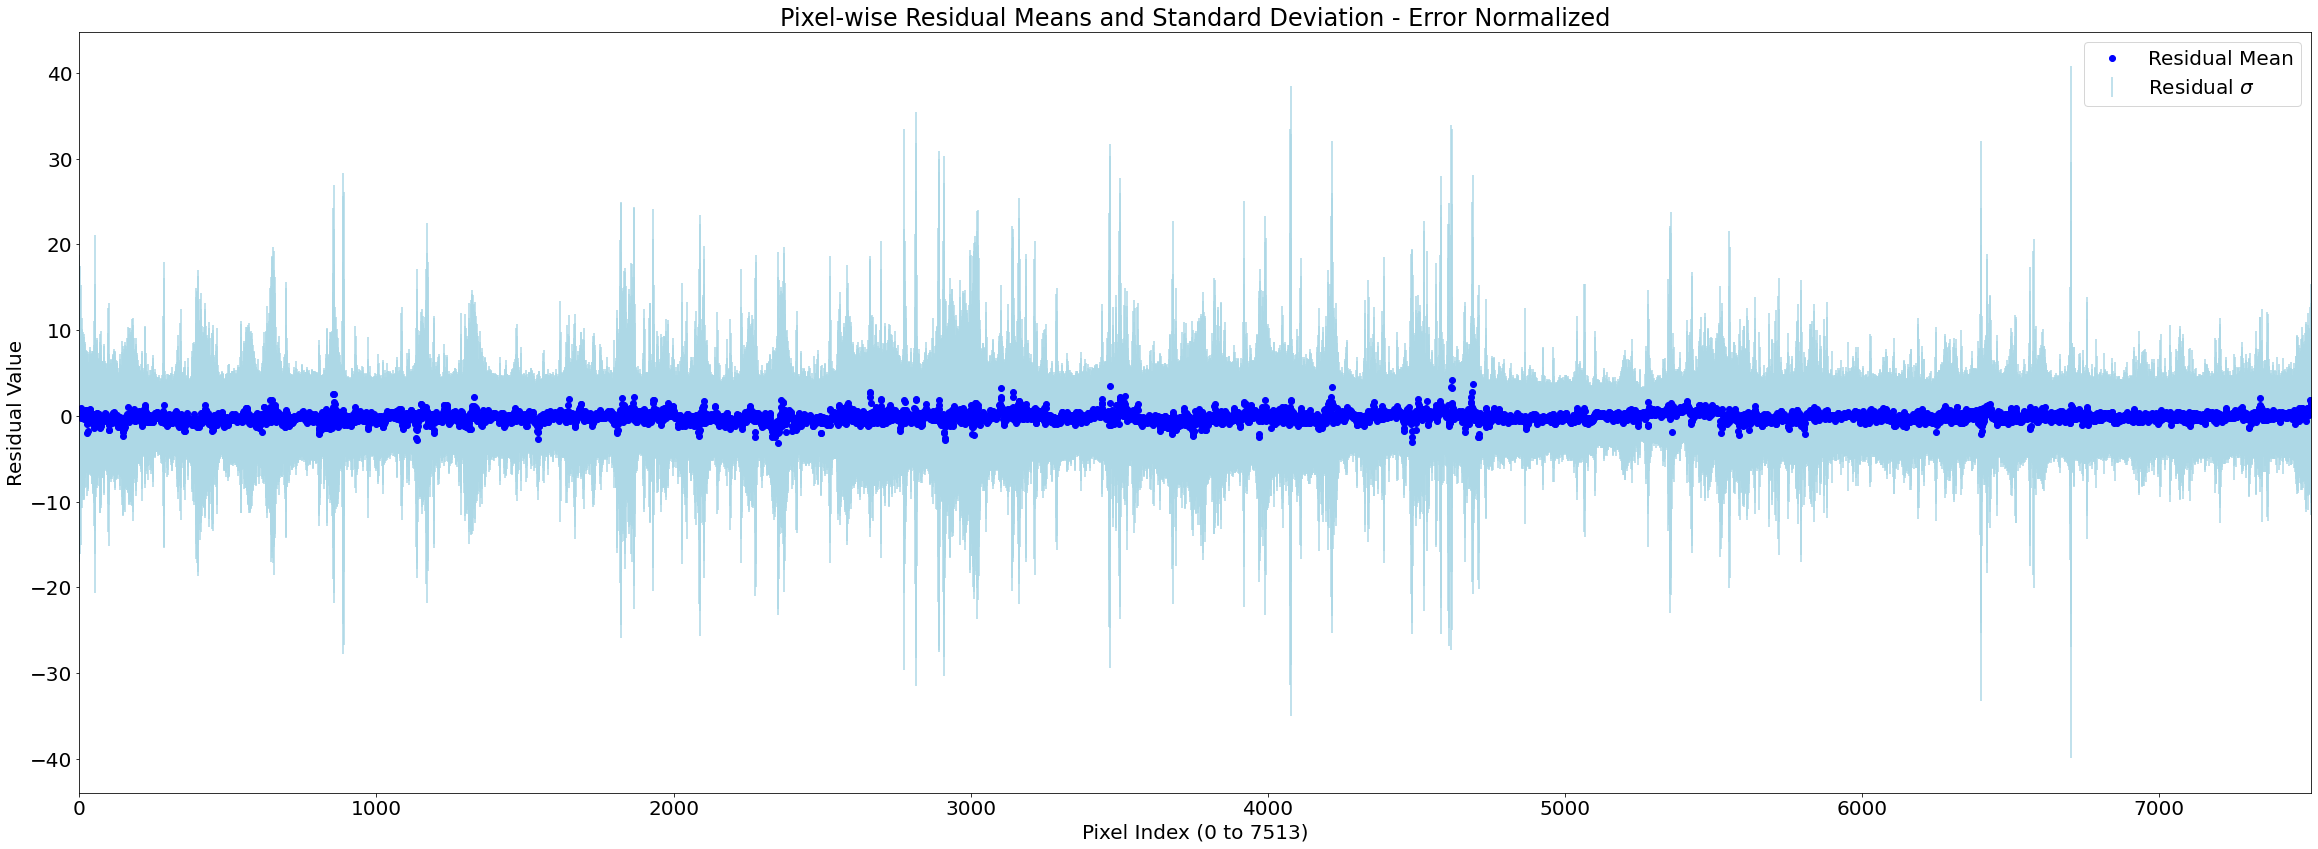 Pixel-wise Residual Means and Standard Deviation - Error Normalized
Residual Mean
Residual σ
Residual Value
40
30
20
10
0
−10
−20
−30
−40
0 1000 2000 3000 4000 5000 6000 7000
Pixel Index (0 to 7513)